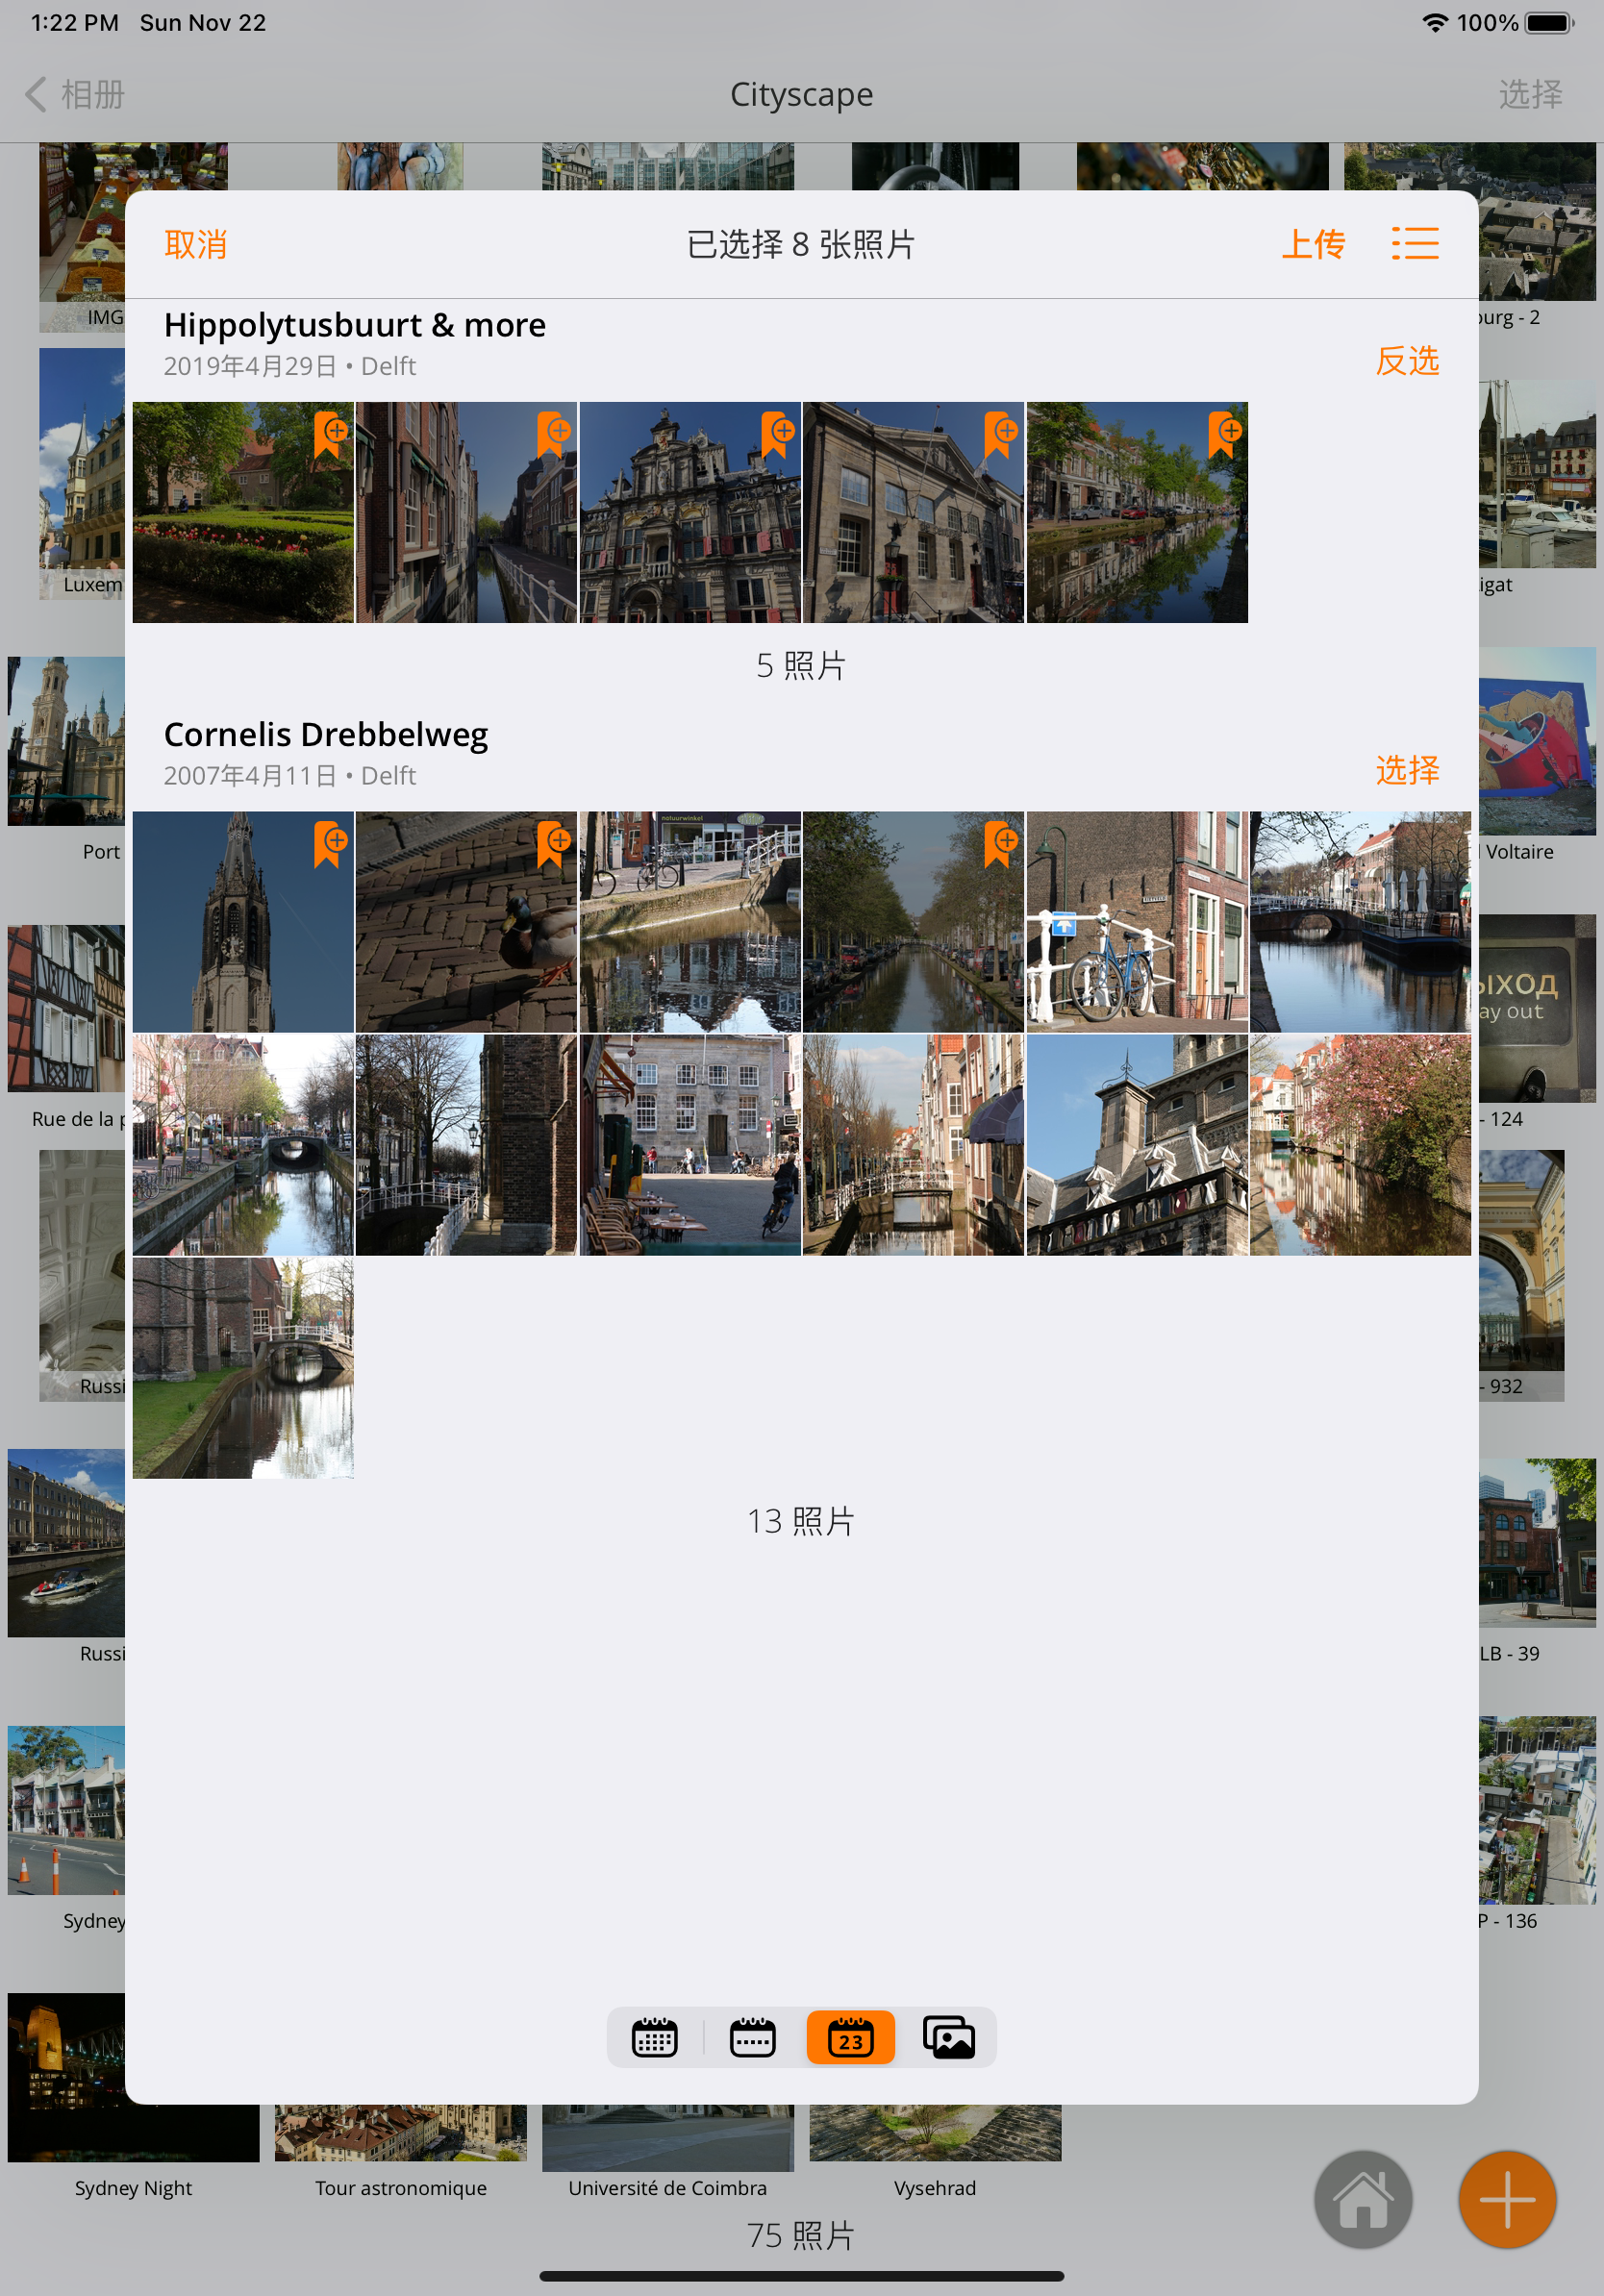 1:22 PM Sun Nov 22
100%
相册
Cityscape
选择
取消
已选择 8 张照片
上传
Hippolytusbuurt & more
2019年4月29日 • Delft
反选
5 照片
Cornelis Drebbelweg
2007年4月11日 • Delft
选择
natuurwinkel
13 照片
23
IMG
ourg - 2
Luxem
igat
Port
Voltaire
ЫХОД
ay out
Rue de la p
- 124
Russi
- 932
Russi
LB - 39
Sydney
P - 136
Sydney Night
Tour astronomique
Université de Coimbra
Vysehrad
75 照片